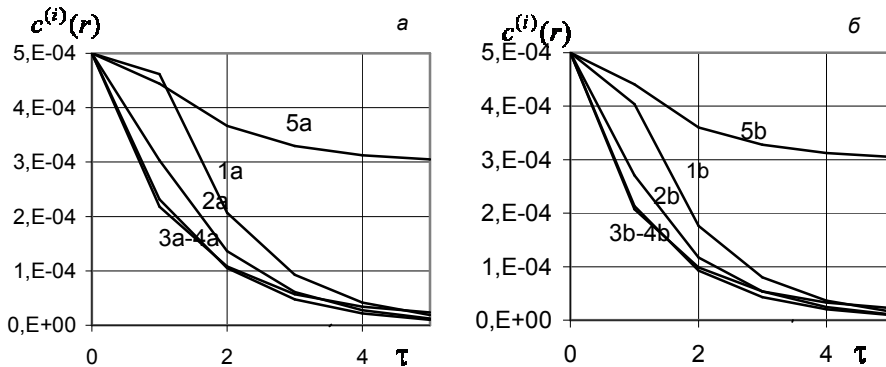 c⁽ⁱ⁾(r)
а
5,E-04
4,E-04
3,E-04
2,E-04
1,E-04
0,E+00
5a
1a
2a
3a-4a
0 2 4 τ
c⁽ⁱ⁾(r)
б
5,E-04
4,E-04
3,E-04
2,E-04
1,E-04
0,E+00
5b
1b
2b
3b-4b
0 2 4 τ